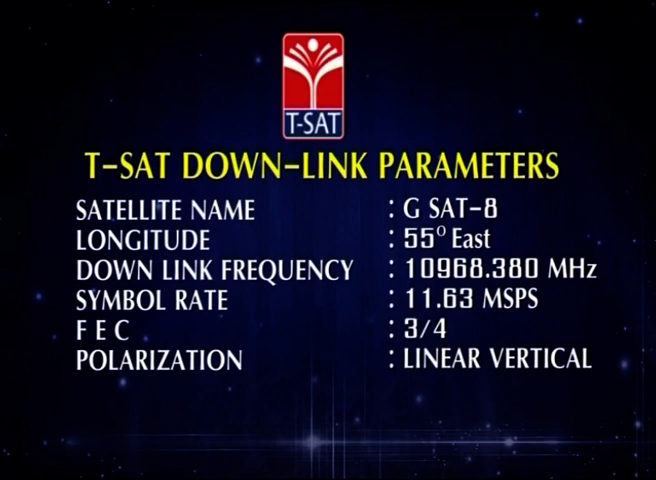 T-SAT
T-SAT DOWN-LINK PARAMETERS
SATELLITE NAME : G SAT-8
LONGITUDE : 55° East
DOWN LINK FREQUENCY : 10968.380 MHz
SYMBOL RATE : 11.63 MSPS
F E C : 3/4
POLARIZATION : LINEAR VERTICAL